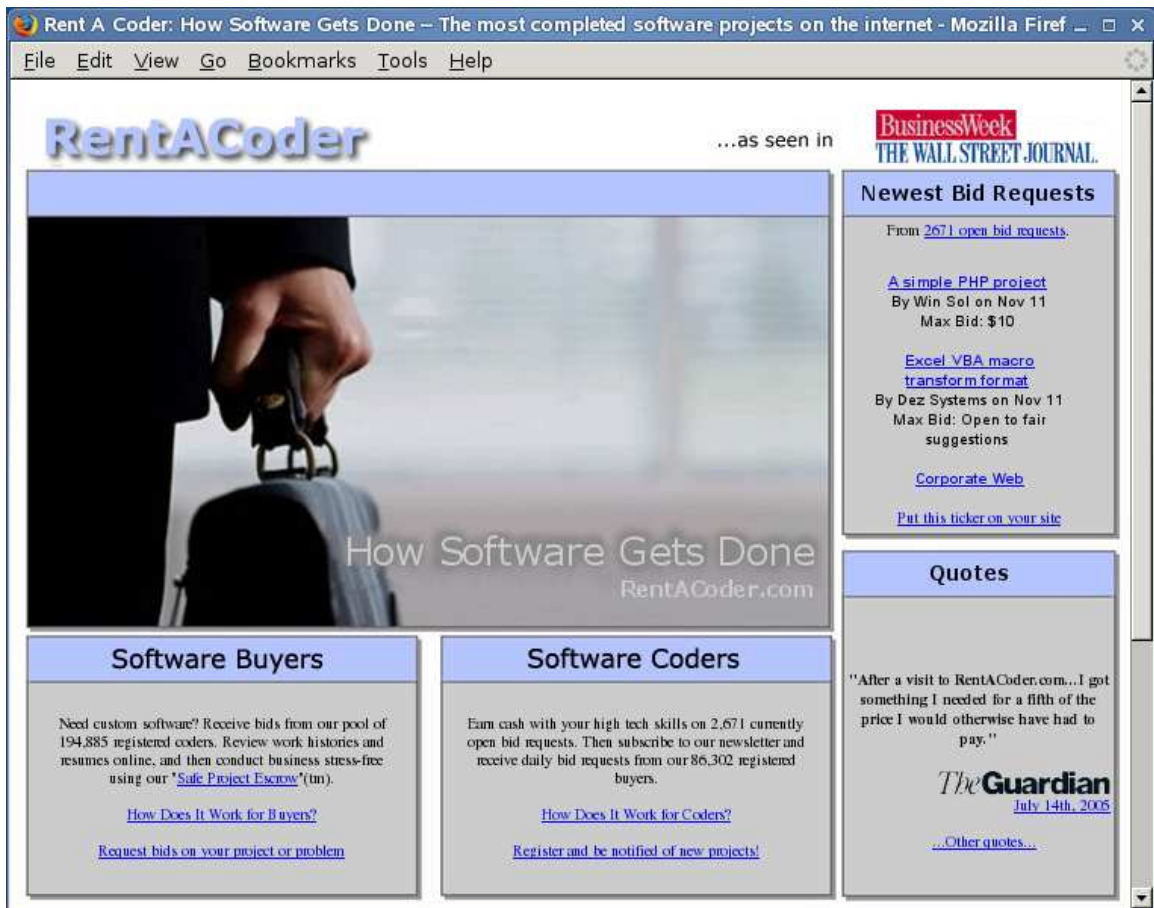 Rent A Coder: How Software Gets Done – The most completed software projects on the internet - Mozilla Firef
File Edit View Go Bookmarks Tools Help
RentACoder
...as seen in
BusinessWeek
THE WALL STREET JOURNAL.
How Software Gets Done
RentACoder.com
Newest Bid Requests
From 2671 open bid requests.
A simple PHP project
By Win Sol on Nov 11
Max Bid: $10
Excel VBA macro
transform format
By Dez Systems on Nov 11
Max Bid: Open to fair
suggestions
Corporate Web
Put this ticker on your site
Software Buyers
Need custom software? Receive bids from our pool of
194,885 registered coders. Review work histories and
resumes online, and then conduct business stress-free
using our "Safe Project Escrow"(tm).
How Does It Work for Buyers?
Request bids on your project or problem
Software Coders
Earn cash with your high tech skills on 2,671 currently
open bid requests. Then subscribe to our newsletter and
receive daily bid requests from our 86,302 registered
buyers.
How Does It Work for Coders?
Register and be notified of new projects!
Quotes
"After a visit to RentACoder.com...I got
something I needed for a fifth of the
price I would otherwise have had to
pay."
TheGuardian
July 14th, 2005
...Other quotes...